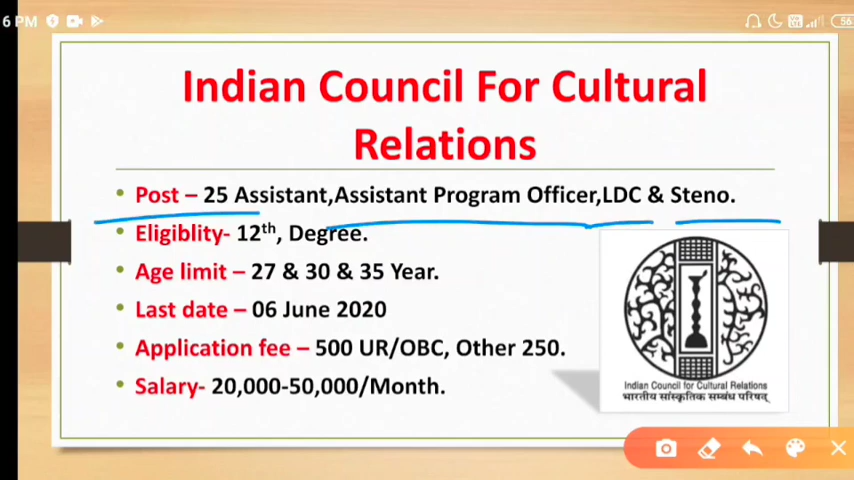 6 PM
56
Indian Council For Cultural
Relations
• Post – 25 Assistant,Assistant Program Officer,LDC & Steno.
• Eligiblity- 12th, Degree.
• Age limit – 27 & 30 & 35 Year.
• Last date – 06 June 2020
• Application fee – 500 UR/OBC, Other 250.
• Salary- 20,000-50,000/Month.
Indian Council for Cultural Relations
भारतीय सांस्कृतिक सम्बंध परिषद्